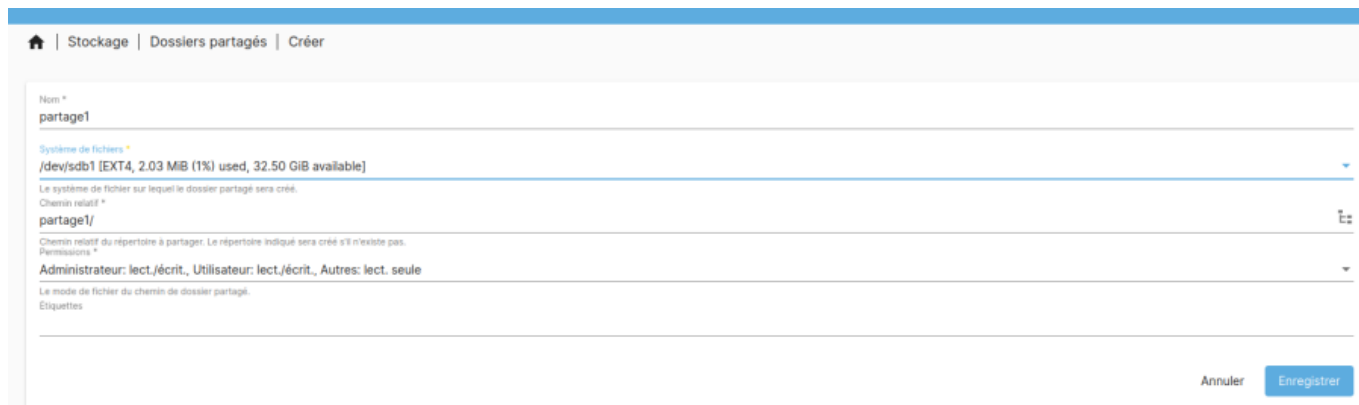 Stockage | Dossiers partagés | Créer
Nom *
partage1
Système de fichiers *
/dev/sdb1 [EXT4, 2.03 MiB (1%) used, 32.50 GiB available]
Le système de fichier sur lequel le dossier partagé sera créé.
Chemin relatif *
partage1/
Chemin relatif du répertoire à partager. Le répertoire indiqué sera créé s'il n'existe pas.
Permissions *
Administrateur: lect./écrit., Utilisateur: lect./écrit., Autres: lect. seule
Le mode de fichier du chemin de dossier partagé.
Étiquettes
Annuler Enregistrer